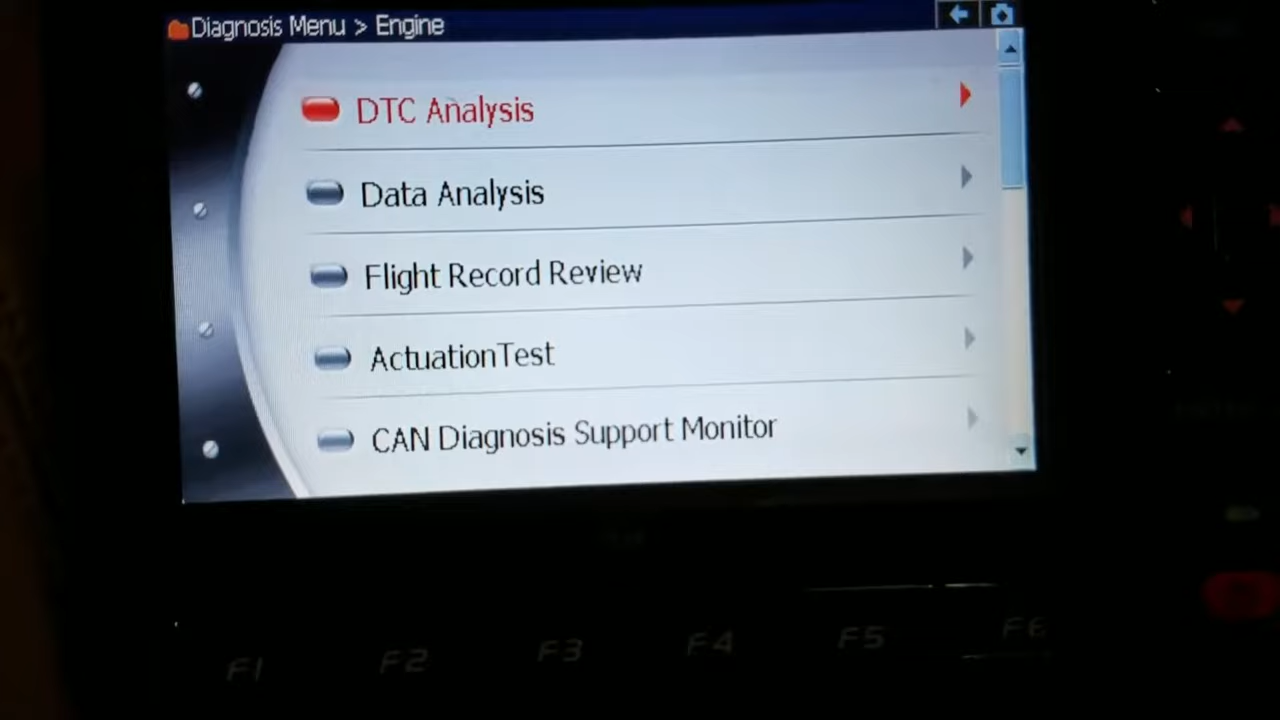 Diagnosis Menu > Engine
DTC Analysis
Data Analysis
Flight Record Review
ActuationTest
CAN Diagnosis Support Monitor
F1 F2 F3 F4 F5 F6